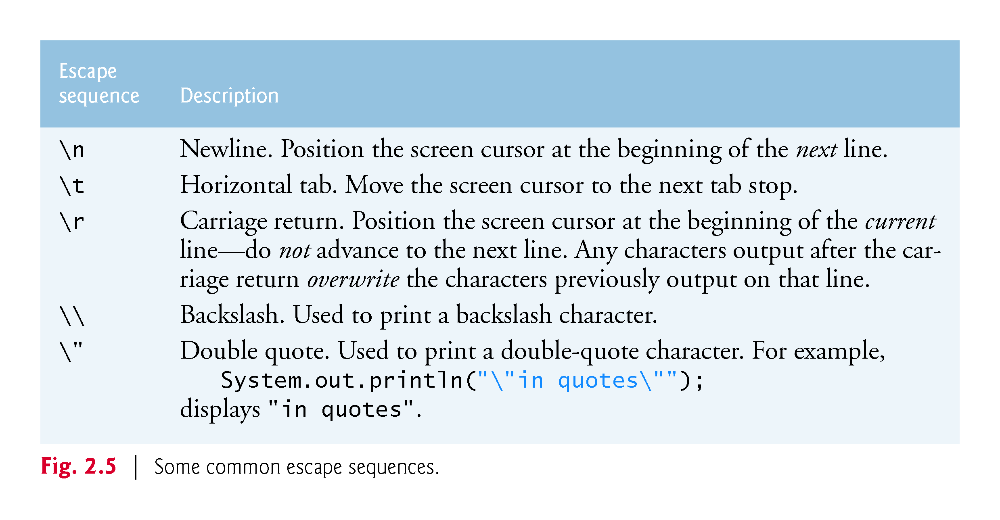 Escape
sequence Description
\n Newline. Position the screen cursor at the beginning of the next line.
\t Horizontal tab. Move the screen cursor to the next tab stop.
\r Carriage return. Position the screen cursor at the beginning of the current
line—do not advance to the next line. Any characters output after the car-
riage return overwrite the characters previously output on that line.
\\ Backslash. Used to print a backslash character.
\" Double quote. Used to print a double-quote character. For example,
System.out.println("\"in quotes\"");
displays "in quotes".
Fig. 2.5 | Some common escape sequences.